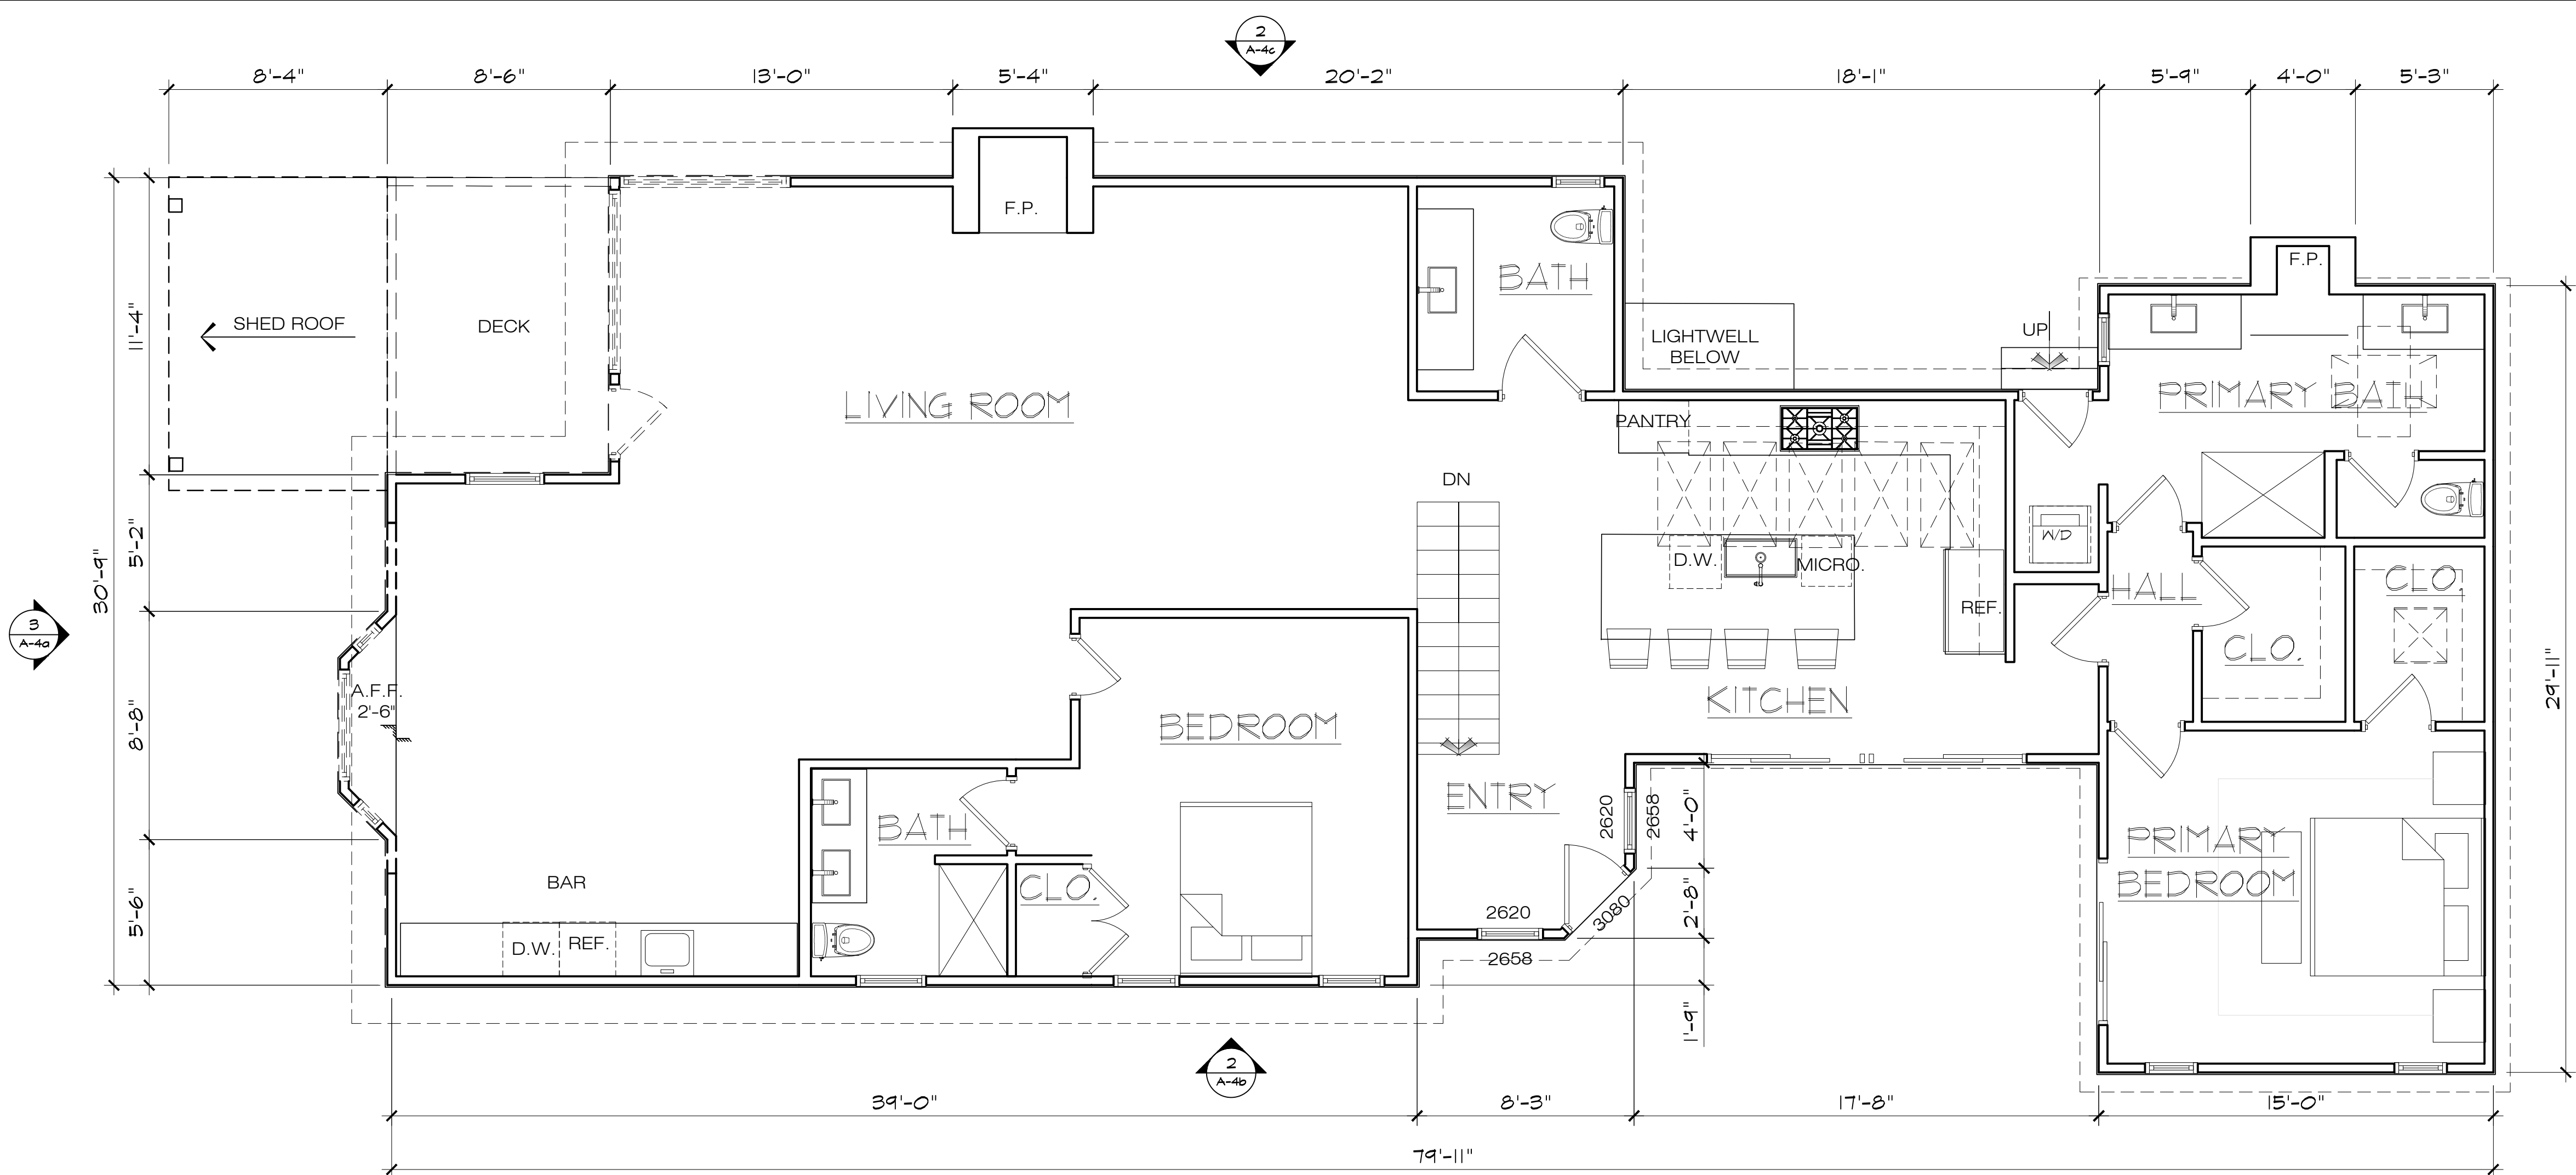 2
A-4c
8'-4" 8'-6" 13'-0" 5'-4" 20'-2" 18'-1" 5'-9" 4'-0" 5'-3"
F.P.
F.P.
BATH
SHED ROOF
DECK
LIGHTWELL
BELOW
UP
11'-4"
LIVING ROOM
PRIMARY BATH
PANTRY
DN
5'-2"
30'-9"
W/D
D.W.
MICRO.
HALL
CLO.
REF.
3
A-4a
CLO.
29'-11"
A.F.F.
2'-6"
8'-8"
BEDROOM
KITCHEN
ENTRY
2620
2658
4'-0"
BATH
PRIMARY
BEDROOM
BAR
CLO.
5'-6"
2620
3080
2'-8"
D.W.
REF.
2658
1'-9"
2
A-4b
39'-0" 8'-3" 17'-8" 15'-0"
79'-11"